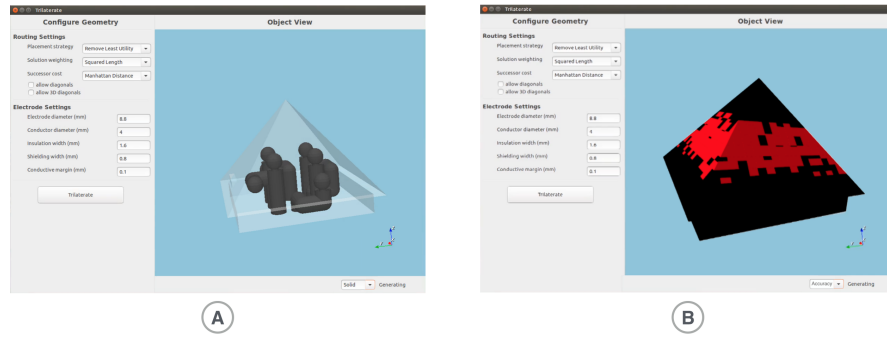 Trilaterate
Configure Geometry
Object View
Routing Settings
Placement strategy Remove Least Utility
Solution weighting Squared Length
Successor cost Manhattan Distance
allow diagonals
allow 3D diagonals
Electrode Settings
Electrode diameter (mm) 8.8
Conductor diameter (mm) 4
Insulation width (mm) 1.6
Shielding width (mm) 0.8
Conductive margin (mm) 0.1
Trilaterate
Solid Generating
A
Trilaterate
Configure Geometry
Object View
Routing Settings
Placement strategy Remove Least Utility
Solution weighting Squared Length
Successor cost Manhattan Distance
allow diagonals
allow 3D diagonals
Electrode Settings
Electrode diameter (mm) 8.8
Conductor diameter (mm) 4
Insulation width (mm) 1.6
Shielding width (mm) 0.8
Conductive margin (mm) 0.1
Trilaterate
Accuracy Generating
B